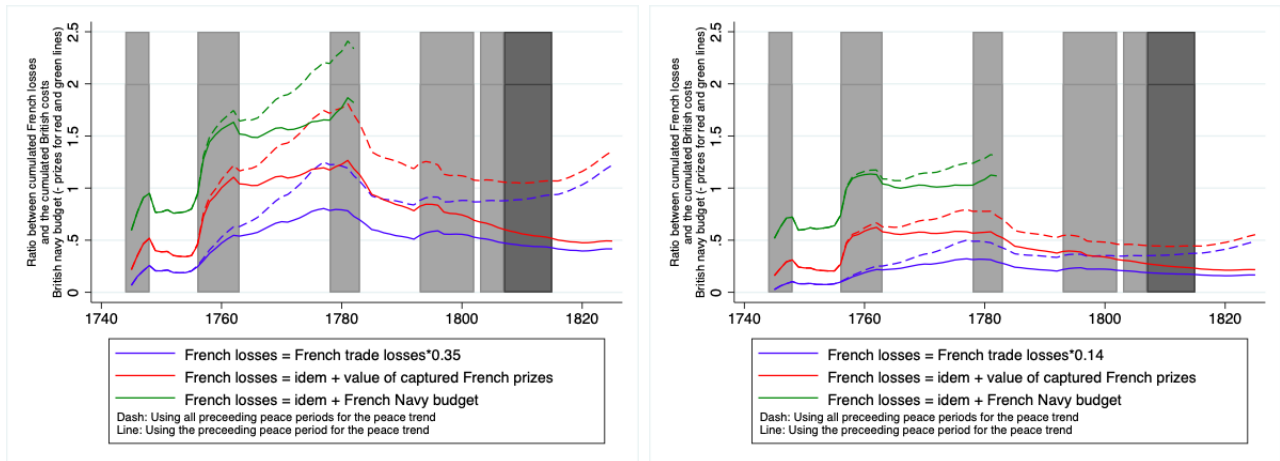 Ratio between cumulated French losses
and the cumulated British costs
British navy budget (- prizes for red and green lines)
2.5
2
1.5
1
.5
0
1740 1760 1780 1800 1820
French losses = French trade losses*0.35
French losses = idem + value of captured French prizes
French losses = idem + French Navy budget
Dash: Using all preceeding peace periods for the peace trend
Line: Using the preceeding peace period for the peace trend
Ratio between cumulated French losses
and the cumulated British costs
British navy budget (- prizes for red and green lines)
2.5
2
1.5
1
.5
0
1740 1760 1780 1800 1820
French losses = French trade losses*0.14
French losses = idem + value of captured French prizes
French losses = idem + French Navy budget
Dash: Using all preceeding peace periods for the peace trend
Line: Using the preceeding peace period for the peace trend